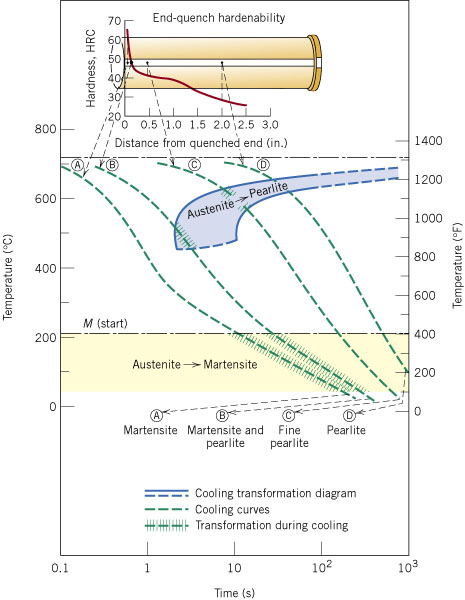 End-quench hardenability
Hardness, HRC
70
60
50
40
30
20
0 0.5 1.0 1.5 2.0 2.5 3.0
Distance from quenched end (in.)
800
600
400
200
0
Temperature (°C)
1400
1200
1000
800
600
400
200
0
Temperature (°F)
A B C D
Austenite → Pearlite
M (start)
Austenite → Martensite
A B C D
Martensite Martensite and Fine Pearlite
pearlite pearlite
Cooling transformation diagram
Cooling curves
Transformation during cooling
0.1 1 10 10² 10³
Time (s)